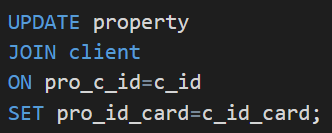 UPDATE property
JOIN client
ON pro_c_id=c_id
SET pro_id_card=c_id_card;